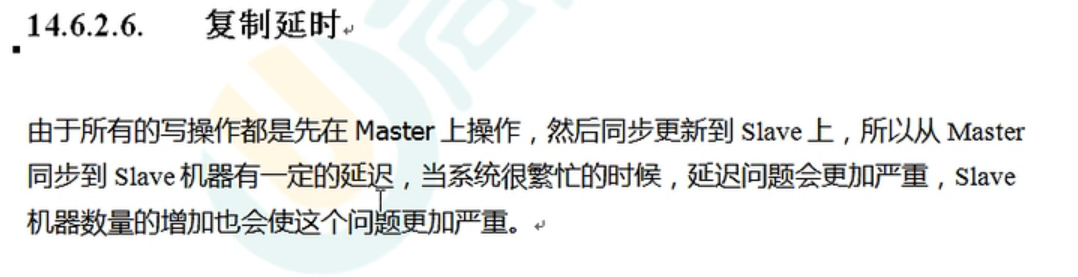 14.6.2.6. 复制延时
由于所有的写操作都是先在 Master 上操作，然后同步更新到 Slave 上，所以从 Master
同步到 Slave 机器有一定的延迟，当系统很繁忙的时候，延迟问题会更加严重，Slave
机器数量的增加也会使这个问题更加严重。